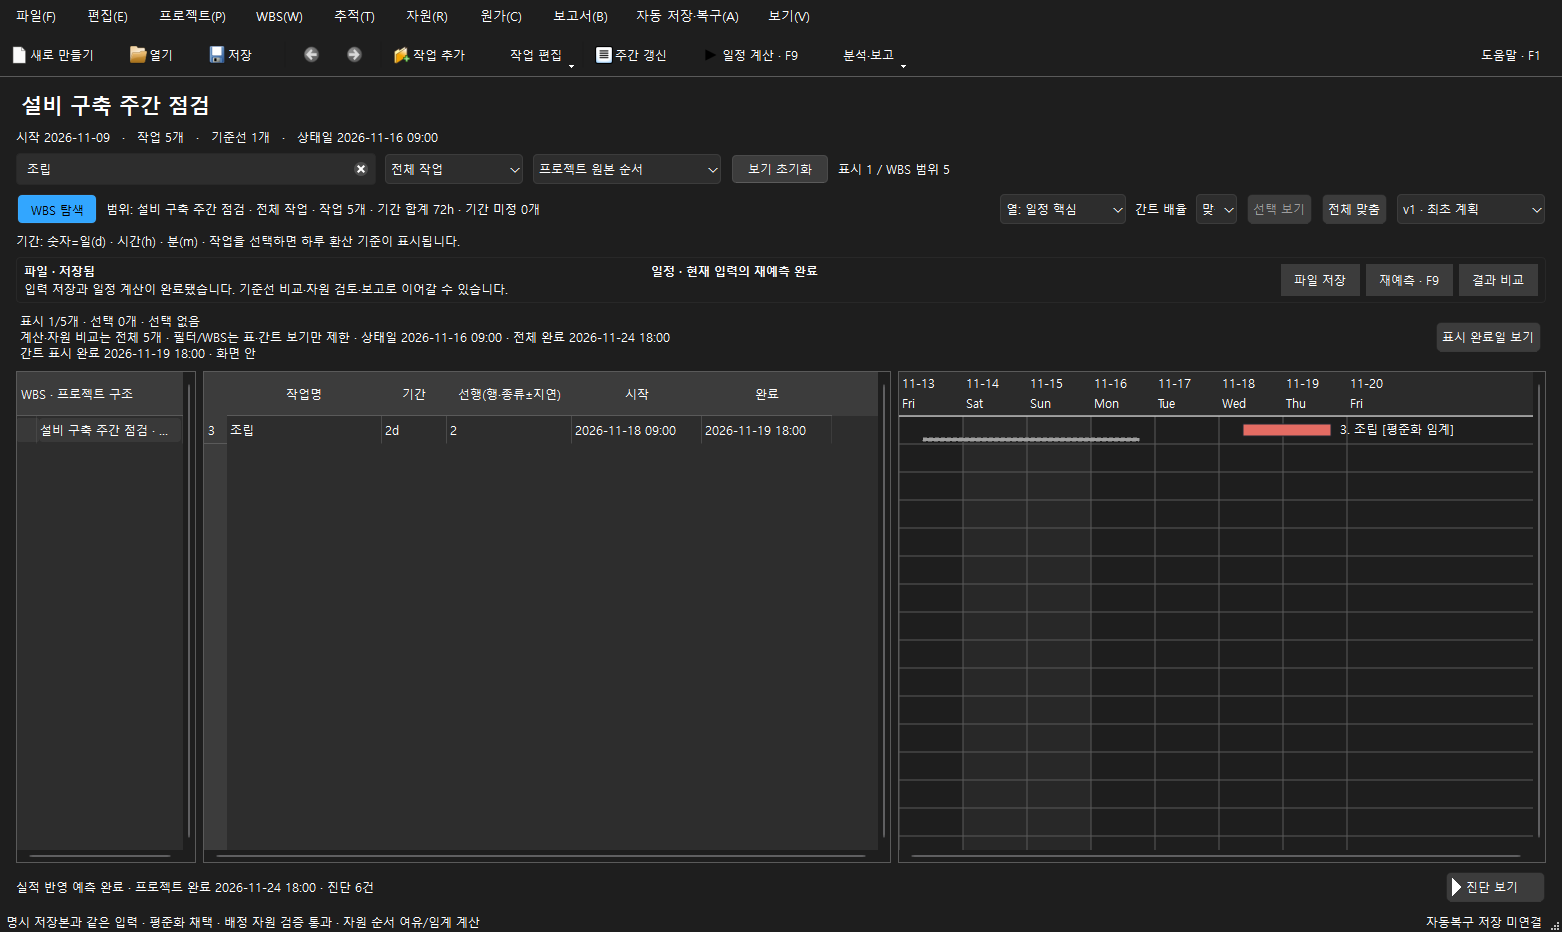 파일(F) 편집(E) 프로젝트(P) WBS(W) 추적(T) 자원(R) 원가(C) 보고서(B) 자동 저장·복구(A) 보기(V)
새로 만들기 열기 저장 작업 추가 작업 편집 주간 갱신 일정 계산 · F9 분석·보고 도움말 · F1
설비 구축 주간 점검
시작 2026-11-09 · 작업 5개 · 기준선 1개 · 상태일 2026-11-16 09:00
조립 전체 작업 프로젝트 원본 순서 보기 초기화 표시 1 / WBS 범위 5
WBS 탐색 범위: 설비 구축 주간 점검 · 전체 작업 · 작업 5개 · 기간 합계 72h · 기간 미정 0개 열: 일정 핵심 간트 배율 맞 선택 보기 전체 맞춤 v1 · 최초 계획
기간: 숫자=일(d) · 시간(h) · 분(m) · 작업을 선택하면 하루 환산 기준이 표시됩니다.
파일 · 저장됨 일정 · 현재 입력의 재예측 완료
입력 저장과 일정 계산이 완료됐습니다. 기준선 비교·자원 검토·보고로 이어갈 수 있습니다. 파일 저장 재예측 · F9 결과 비교
표시 1/5개 · 선택 0개 · 선택 없음
계산·자원 비교는 전체 5개 · 필터/WBS는 표·간트 보기만 제한 · 상태일 2026-11-16 09:00 · 전체 완료 2026-11-24 18:00 표시 완료일 보기
간트 표시 완료 2026-11-19 18:00 · 화면 안
WBS · 프로젝트 구조 작업명 기간 선행(행·종류±지연) 시작 완료
11-13 11-14 11-15 11-16 11-17 11-18 11-19 11-20
Fri Sat Sun Mon Tue Wed Thu Fri
설비 구축 주간 점검 · ... 3 조립 2d 2 2026-11-18 09:00 2026-11-19 18:00 3. 조립 [평준화 임계]
실적 반영 예측 완료 · 프로젝트 완료 2026-11-24 18:00 · 진단 6건 진단 보기
명시 저장본과 같은 입력 · 평준화 채택 · 배정 자원 검증 통과 · 자원 순서 여유/임계 계산 자동복구 저장 미연결